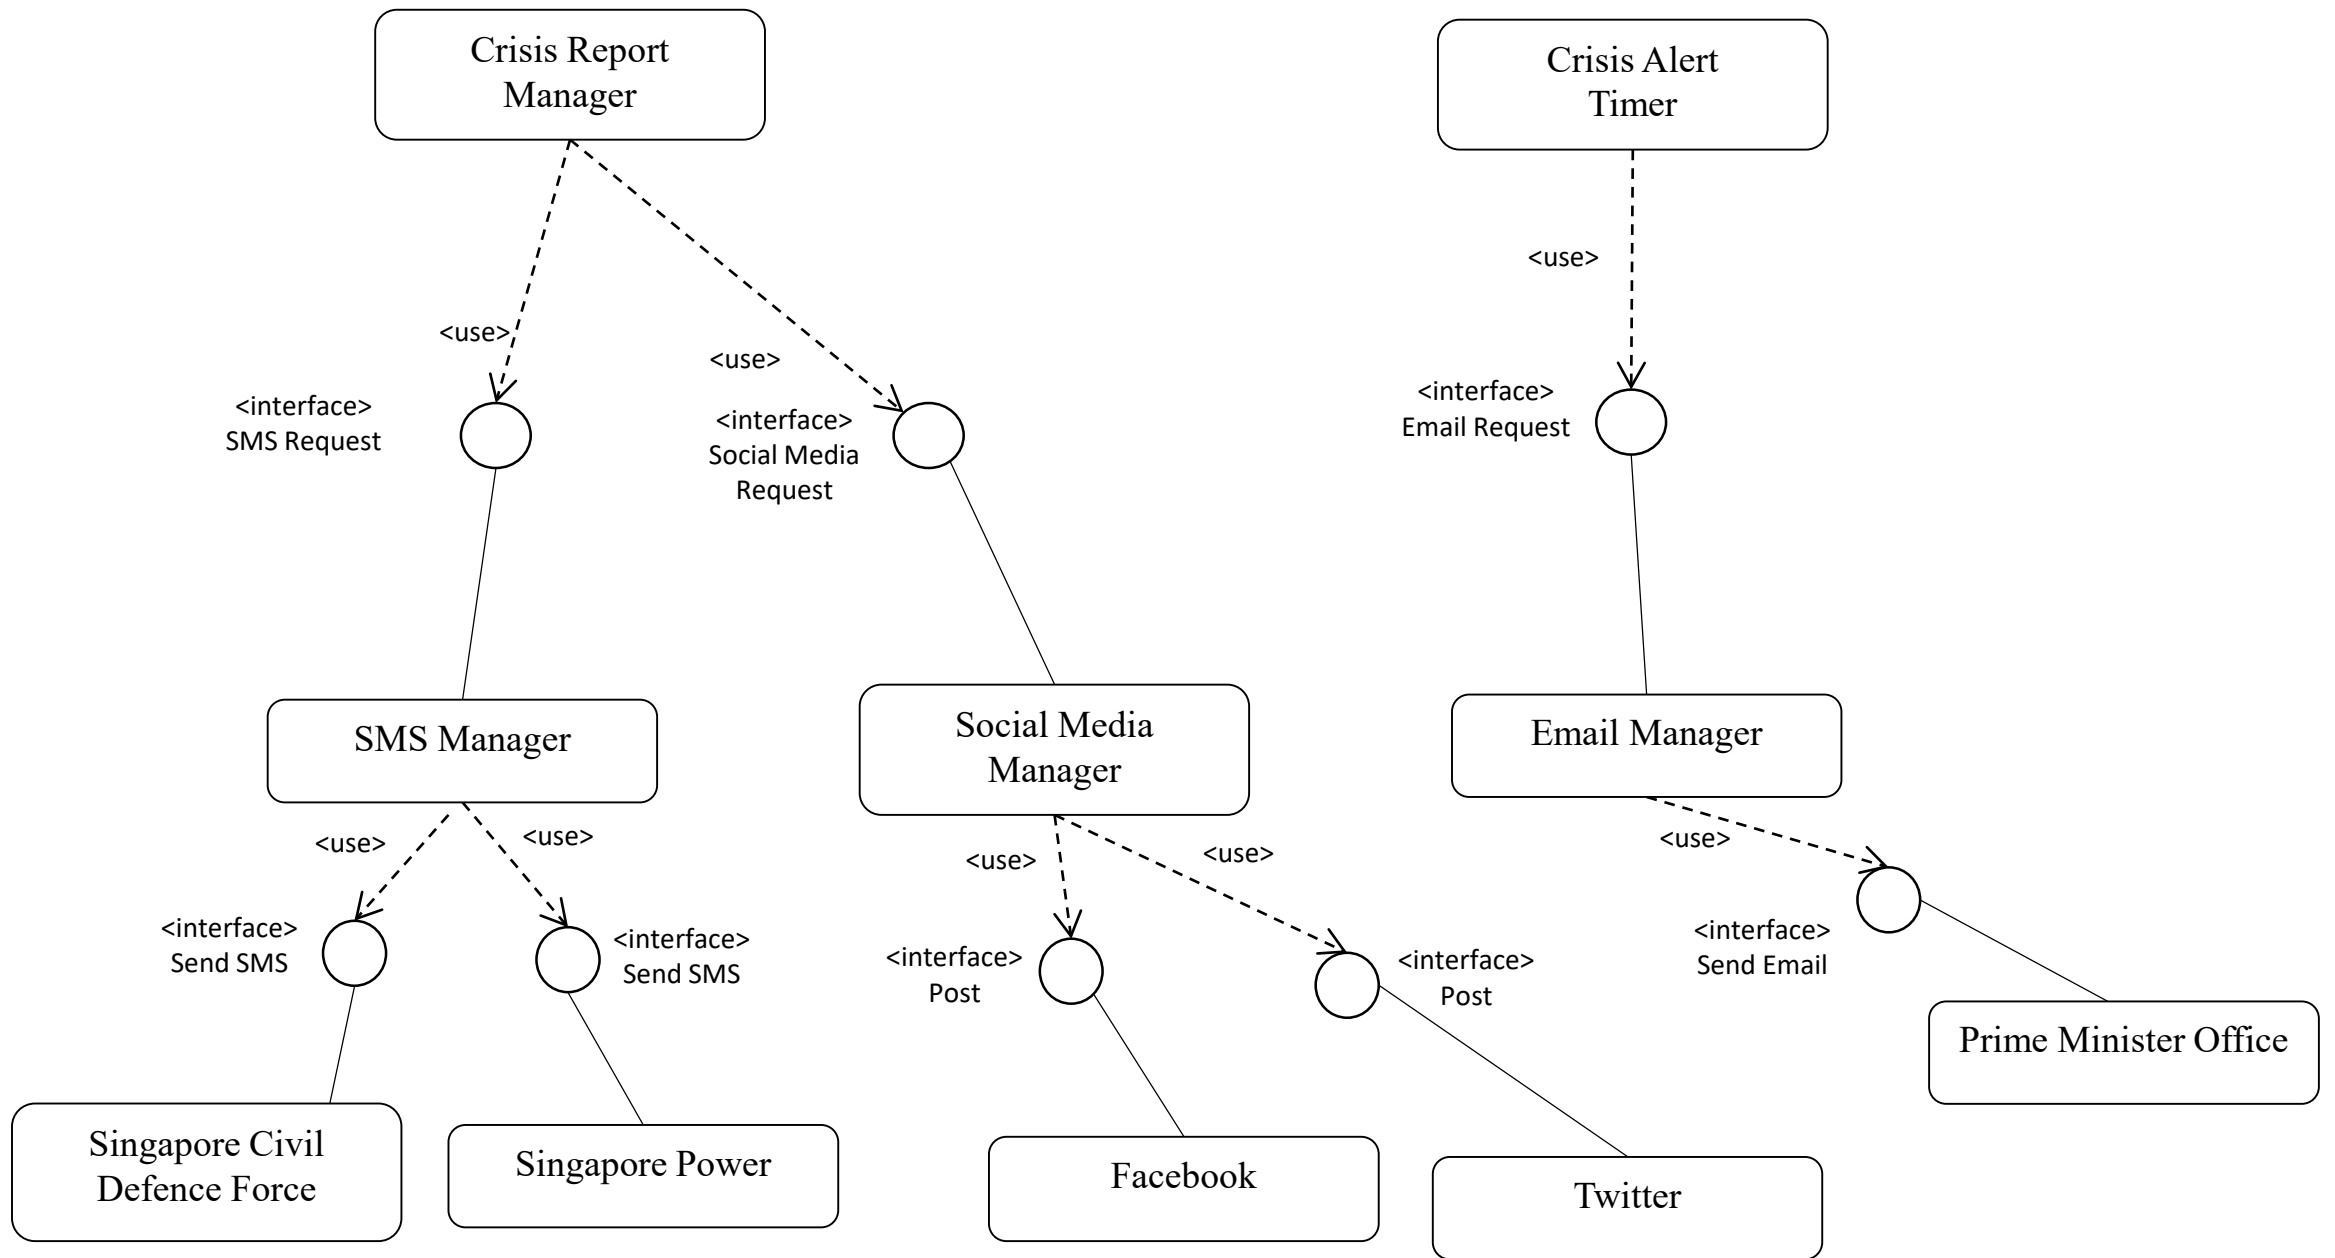 Crisis Report
Manager
Crisis Alert
Timer
<use>
<use>
<use>
<interface>
SMS Request
<interface>
Social Media
Request
<interface>
Email Request
SMS Manager
Social Media
Manager
Email Manager
<use>
<use>
<use>
<use>
<use>
<interface>
Send SMS
<interface>
Send SMS
<interface>
Post
<interface>
Post
<interface>
Send Email
Prime Minister Office
Singapore Civil
Defence Force
Singapore Power
Facebook
Twitter